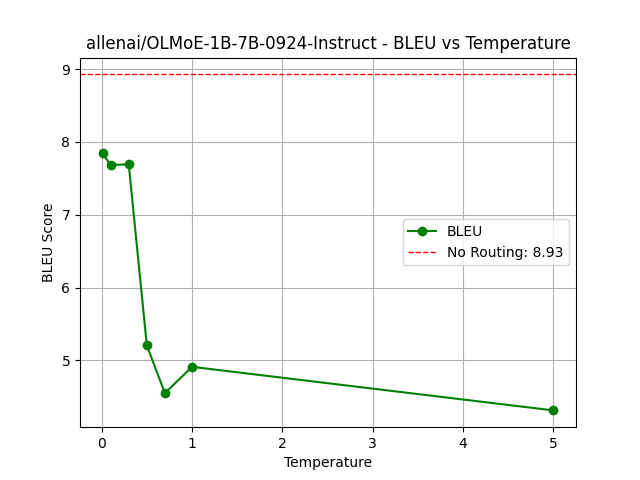 allenai/OLMoE-1B-7B-0924-Instruct - BLEU vs Temperature
9
8
7
6
5
BLEU Score
BLEU
No Routing: 8.93
0 1 2 3 4 5
Temperature